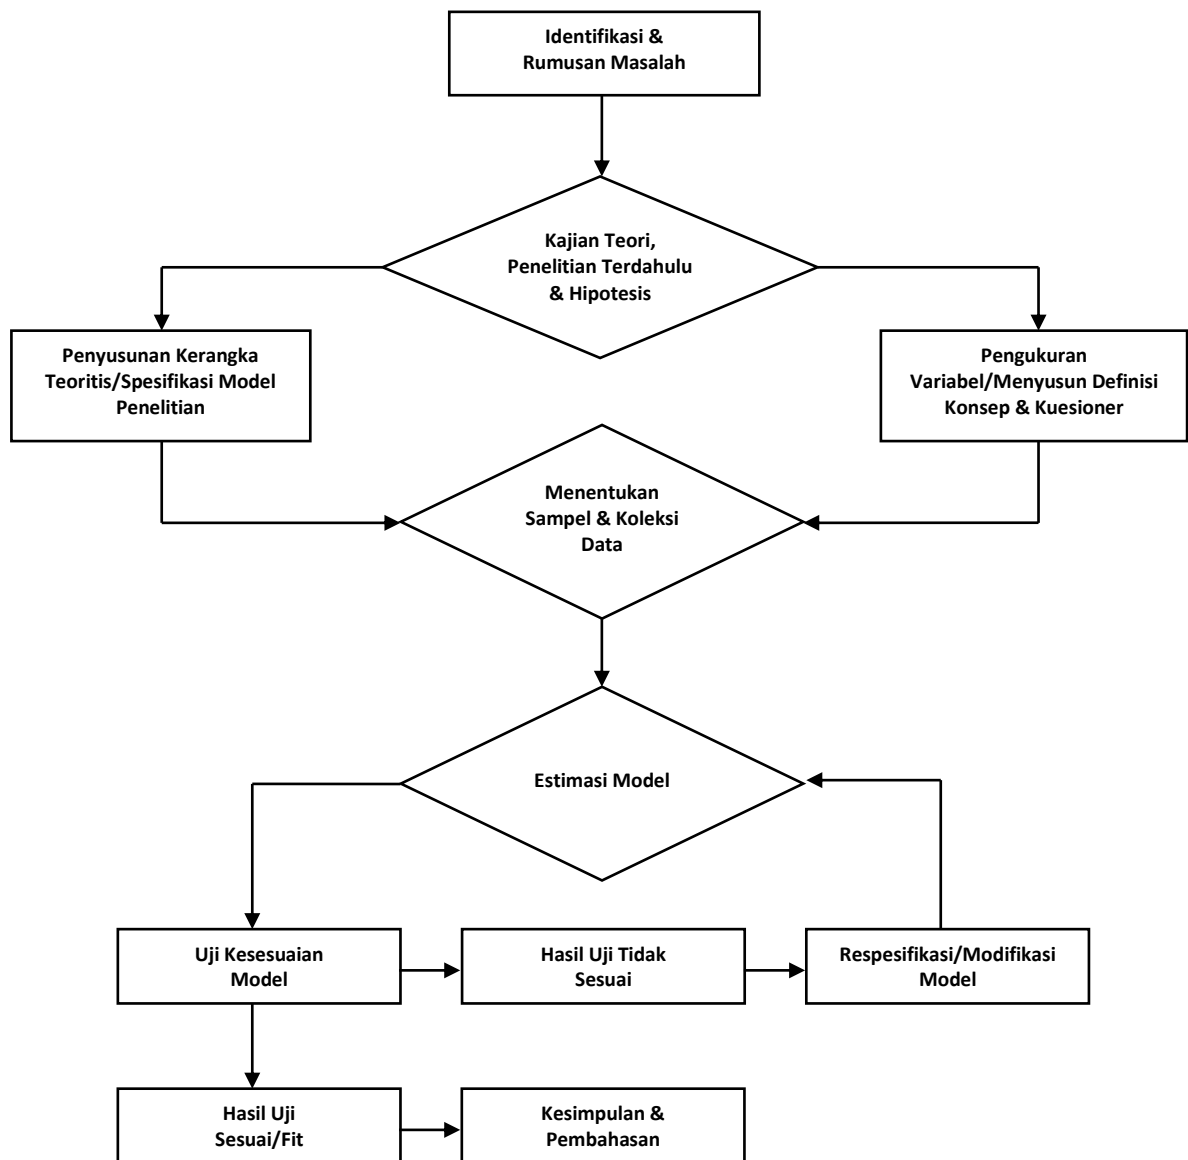 Identifikasi &
Rumusan Masalah
Kajian Teori,
Penelitian Terdahulu
& Hipotesis
Penyusunan Kerangka
Teoritis/Spesifikasi Model
Penelitian
Pengukuran
Variabel/Menyusun Definisi
Konsep & Kuesioner
Menentukan
Sampel & Koleksi
Data
Estimasi Model
Uji Kesesuaian
Model
Hasil Uji Tidak
Sesuai
Respesifikasi/Modifikasi
Model
Hasil Uji
Sesuai/Fit
Kesimpulan &
Pembahasan